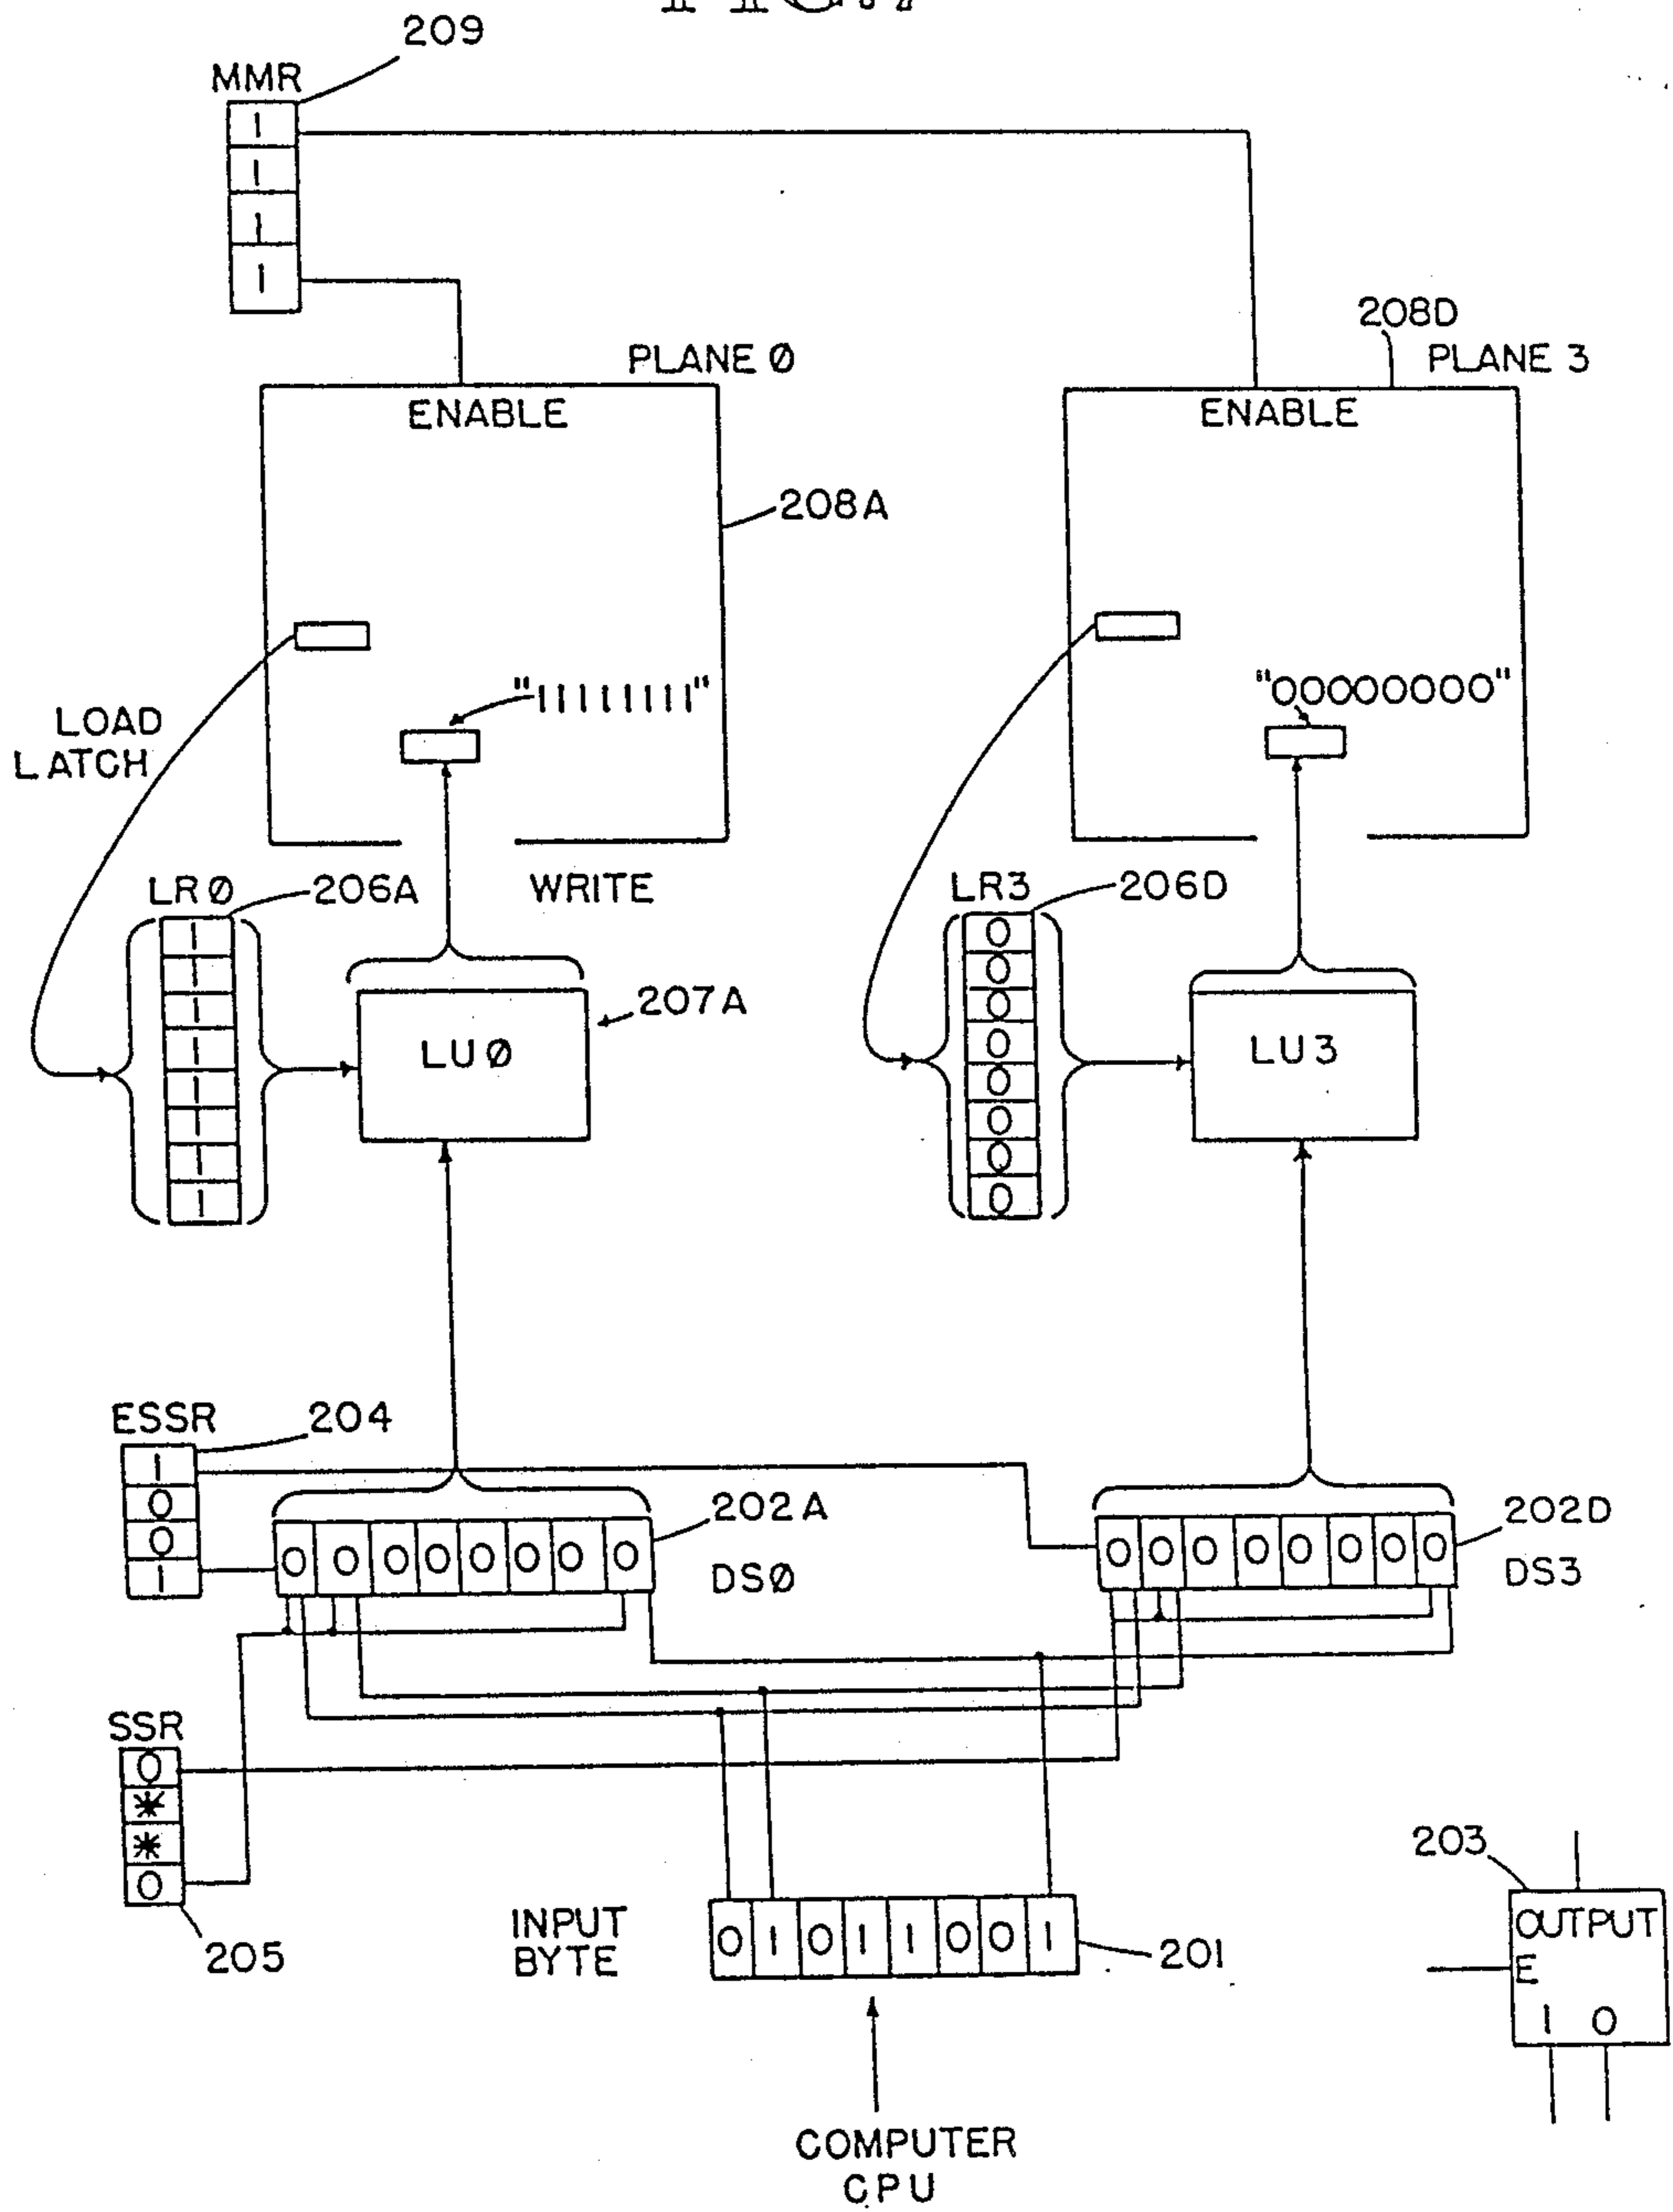 209
MMR
1
1
1
1
208D
PLANE Ø
PLANE 3
ENABLE
ENABLE
208A
"11111111"
"00000000"
LOAD
LATCH
LR Ø
206A
WRITE
LR3
206D
1
1
1
1
1
1
1
1
LU Ø
207A
0
0
0
0
0
0
0
0
LU 3
ESSR
204
1
0
0
1
0 0 0 0 0 0 0 0
202A
DSØ
0 0 0 0 0 0 0 0
202D
DS3
SSR
0
*
*
0
205
INPUT
BYTE
0 1 0 1 1 0 0 1
201
203
OUTPUT
E
1 0
COMPUTER
CPU